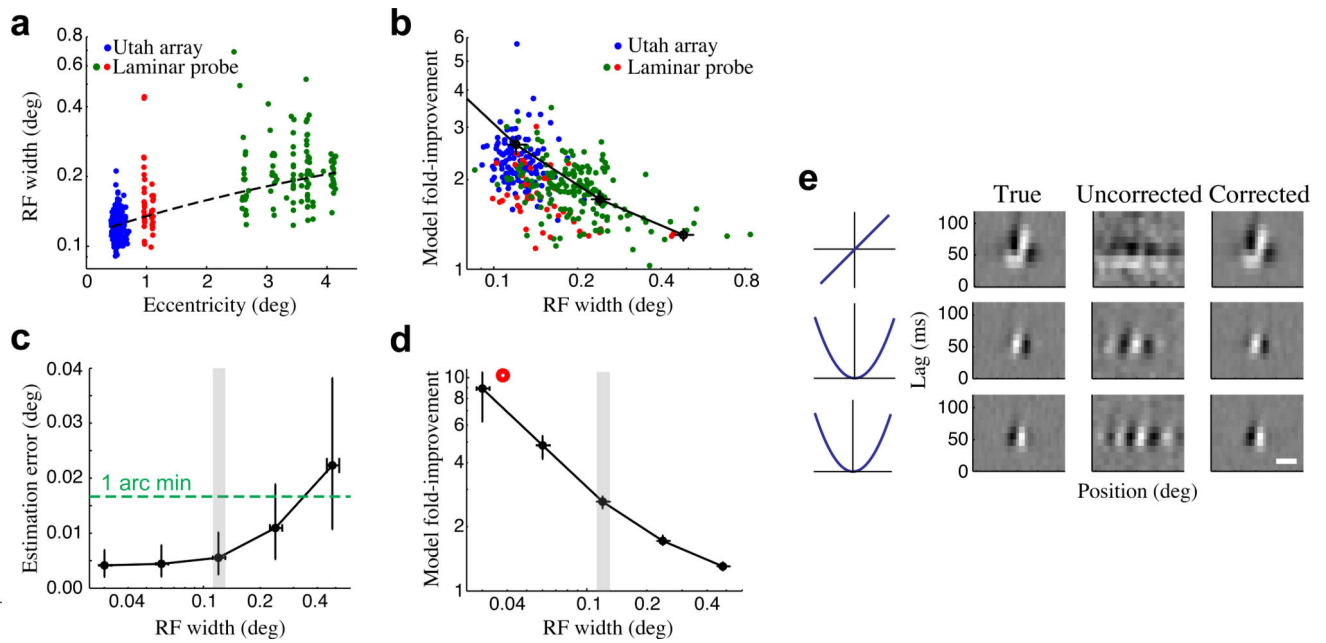 a
Utah array
Laminar probe
RF width (deg)
0.8
0.6
0.4
0.2
0.1
0 1 2 3 4
Eccentricity (deg)
b
Utah array
Laminar probe
Model fold-improvement
6
5
4
3
2
1
0.1 0.2 0.4 0.8
RF width (deg)
c
Estimation error (deg)
0.04
0.03
0.02
0.01
0.00
1 arc min
0.04 0.1 0.2 0.4
RF width (deg)
d
Model fold-improvement
10
8
6
4
2
1
0.04 0.1 0.2 0.4
RF width (deg)
e
True Uncorrected Corrected
Lag (ms)
100
50
0
100
50
0
100
50
0
Position (deg)